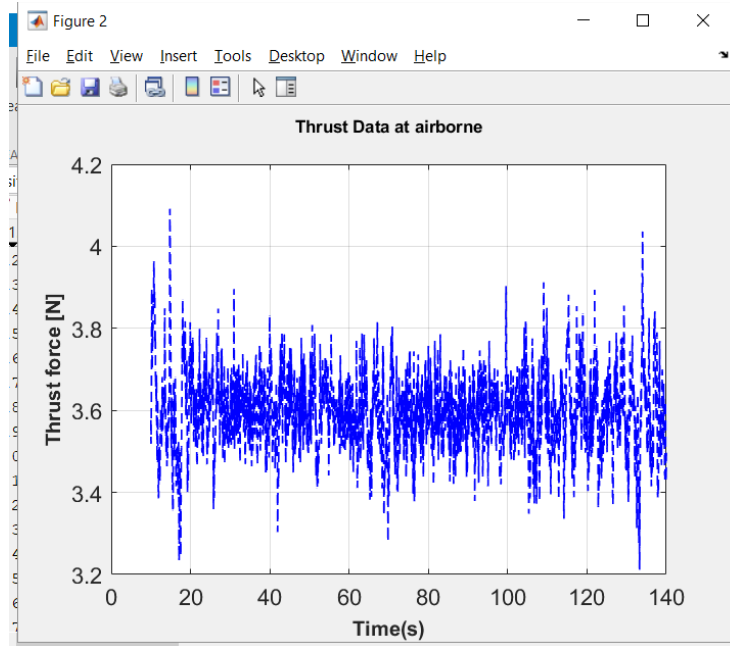 Figure 2
File Edit View Insert Tools Desktop Window Help
Thrust Data at airborne
4.2
4
3.8
3.6
3.4
3.2
Thrust force [N]
0 20 40 60 80 100 120 140
Time(s)